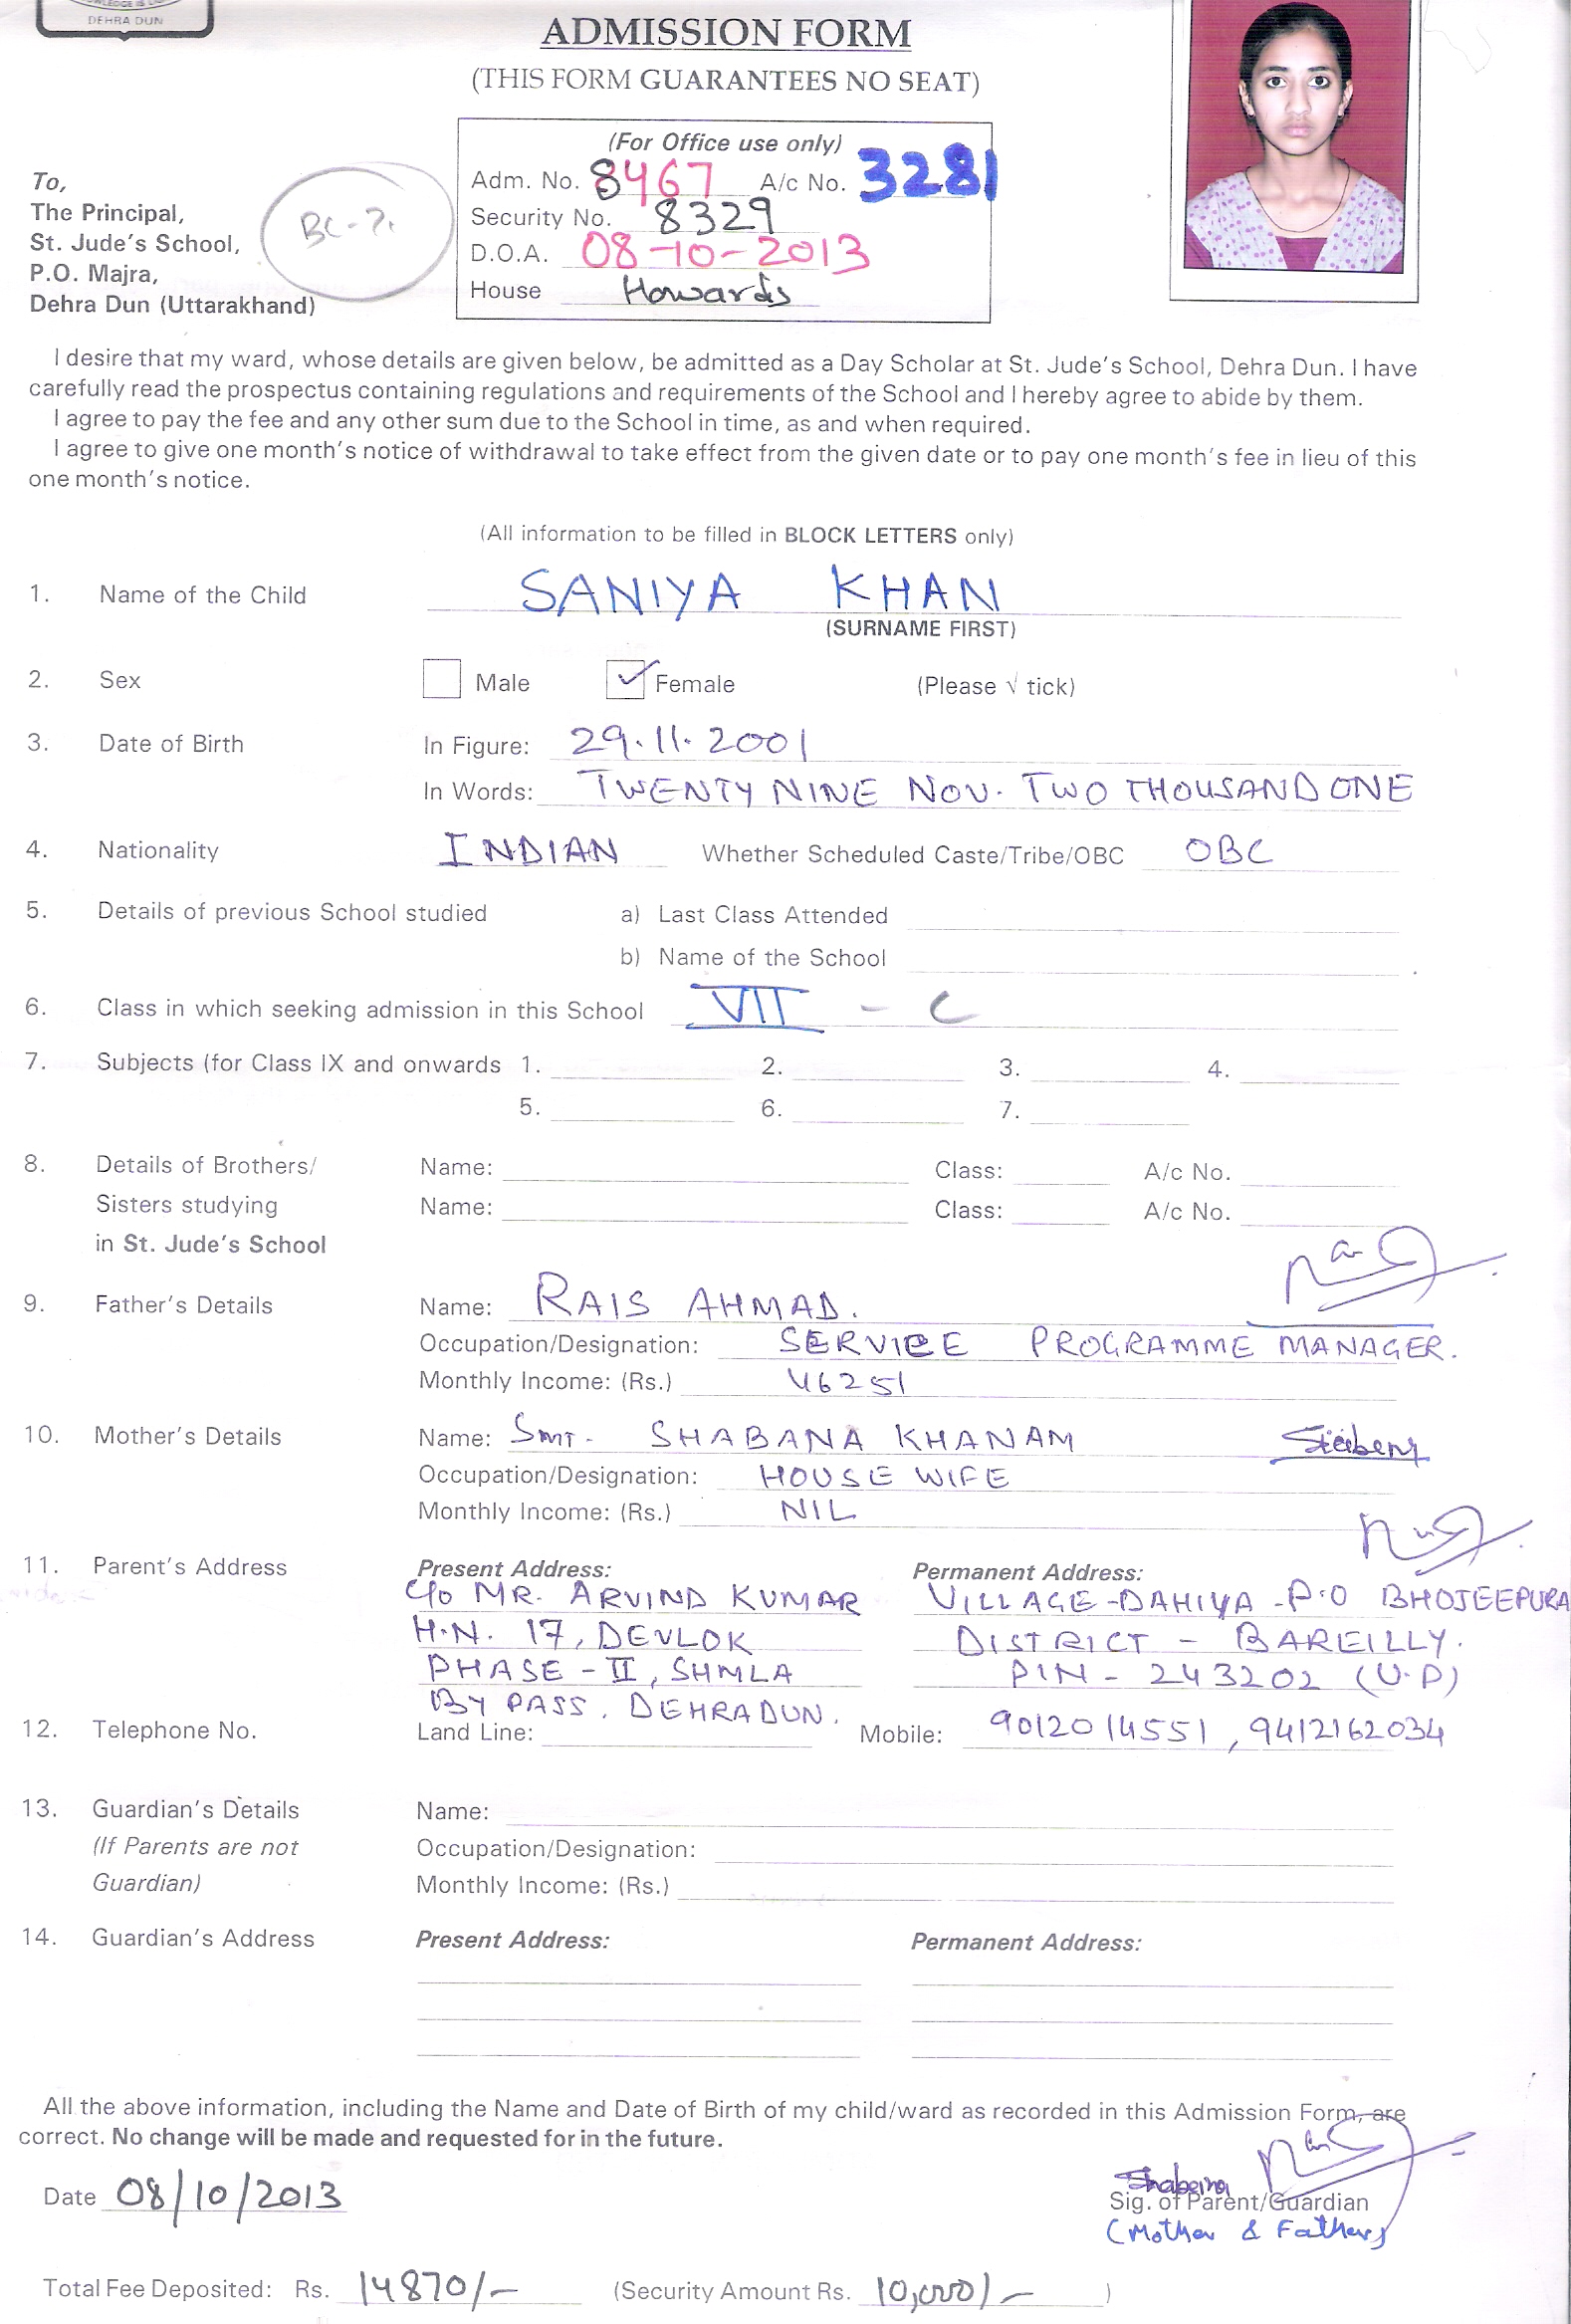 KNOWLEDGE IS
DEHRA DUN
ADMISSION FORM
(THIS FORM GUARANTEES NO SEAT)
(For Office use only)
Adm. No. 8467 A/c No. 3281
Security No. 8329
D.O.A. 08-10-2013
House Howards
To,
The Principal,
St. Jude's School,
P.O. Majra,
Dehra Dun (Uttarakhand)
I desire that my ward, whose details are given below, be admitted as a Day Scholar at St. Jude's School, Dehra Dun. I have
carefully read the prospectus containing regulations and requirements of the School and I hereby agree to abide by them.
I agree to pay the fee and any other sum due to the School in time, as and when required.
I agree to give one month's notice of withdrawal to take effect from the given date or to pay one month's fee in lieu of this
one month's notice.
(All information to be filled in BLOCK LETTERS only)
1. Name of the Child SANIYA KHAN
(SURNAME FIRST)
2. Sex Male ✓ Female (Please √ tick)
3. Date of Birth In Figure: 29.11.2001
In Words: TWENTY NINE NOV. TWO THOUSAND ONE
4. Nationality INDIAN Whether Scheduled Caste/Tribe/OBC OBC
5. Details of previous School studied a) Last Class Attended
b) Name of the School
6. Class in which seeking admission in this School VII - C
7. Subjects (for Class IX and onwards 1. 2. 3. 4.
5. 6. 7.
8. Details of Brothers/ Name: Class: A/c No.
Sisters studying Name: Class: A/c No.
in St. Jude's School
9. Father's Details Name: RAIS AHMAD.
Occupation/Designation: SERVICE PROGRAMME MANAGER.
Monthly Income: (Rs.) 46251
10. Mother's Details Name: SMT. SHABANA KHANAM
Occupation/Designation: HOUSE WIFE
Monthly Income: (Rs.) NIL
11. Parent's Address Present Address: Permanent Address:
C/o MR. ARVIND KUMAR VILLAGE-DAHIYA -P.O BHOJEEPURA
H.N. 17, DEVLOK DISTRICT - BAREILLY.
PHASE - II, SHMLA PIN - 243202 (U.P)
BY PASS. DEHRADUN.
12. Telephone No. Land Line: Mobile: 9012014551, 9412162034
13. Guardian's Details Name:
(If Parents are not Occupation/Designation:
Guardian) Monthly Income: (Rs.)
14. Guardian's Address Present Address: Permanent Address:
All the above information, including the Name and Date of Birth of my child/ward as recorded in this Admission Form, are
correct. No change will be made and requested for in the future.
Date 08/10/2013
Shabana
Sig. of Parent/Guardian
(Mother & Father)
Total Fee Deposited: Rs. 14870/- (Security Amount Rs. 10,000/- )